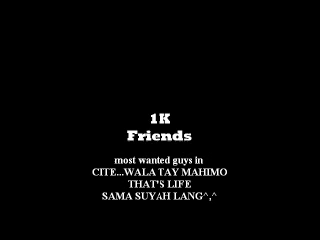 1K
Friends
most wanted guys in
CITE...WALA TAY MAHIMO
THAT'S LIFE
SAMA SUYAH LANG^,^